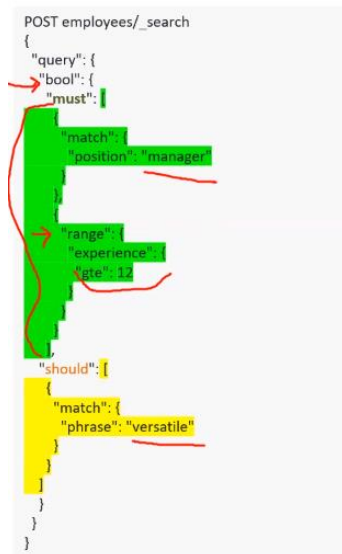 POST employees/_search
{
"query": {
"bool": {
"must": [
{
"match": {
"position": "manager"
}
},
{
"range": {
"experience": {
"gte": 12
}
}
}
],
"should": [
{
"match": {
"phrase": "versatile"
}
}
]
}
}
}